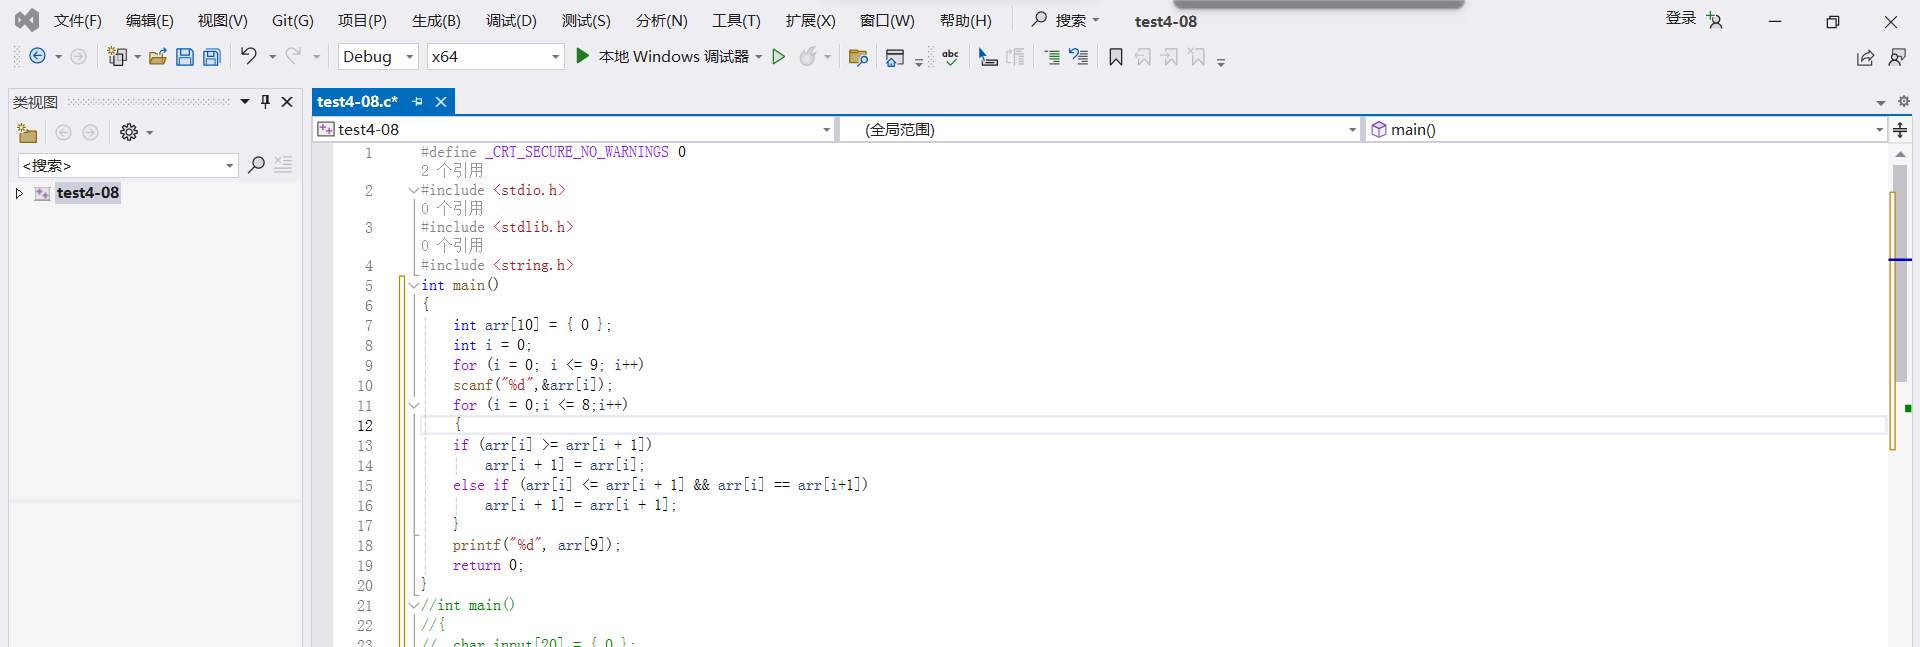 文件(F) 编辑(E) 视图(V) Git(G) 项目(P) 生成(B) 调试(D) 测试(S) 分析(N) 工具(T) 扩展(X) 窗口(W) 帮助(H) 搜索 test4-08 登录
Debug x64 本地 Windows 调试器 abc
类视图
test4-08.c*
test4-08 (全局范围) main()
<搜索>
test4-08
1 #define _CRT_SECURE_NO_WARNINGS 0
2 个引用
2 #include <stdio.h>
0 个引用
3 #include <stdlib.h>
0 个引用
4 #include <string.h>
5 int main()
6 {
7 int arr[10] = { 0 };
8 int i = 0;
9 for (i = 0; i <= 9; i++)
10 scanf("%d",&arr[i]);
11 for (i = 0;i <= 8;i++)
12 {
13 if (arr[i] >= arr[i + 1])
14 arr[i + 1] = arr[i];
15 else if (arr[i] <= arr[i + 1] && arr[i] == arr[i+1])
16 arr[i + 1] = arr[i + 1];
17 }
18 printf("%d", arr[9]);
19 return 0;
20 }
21 //int main()
22 //{
23 // char input[20] = { 0 };